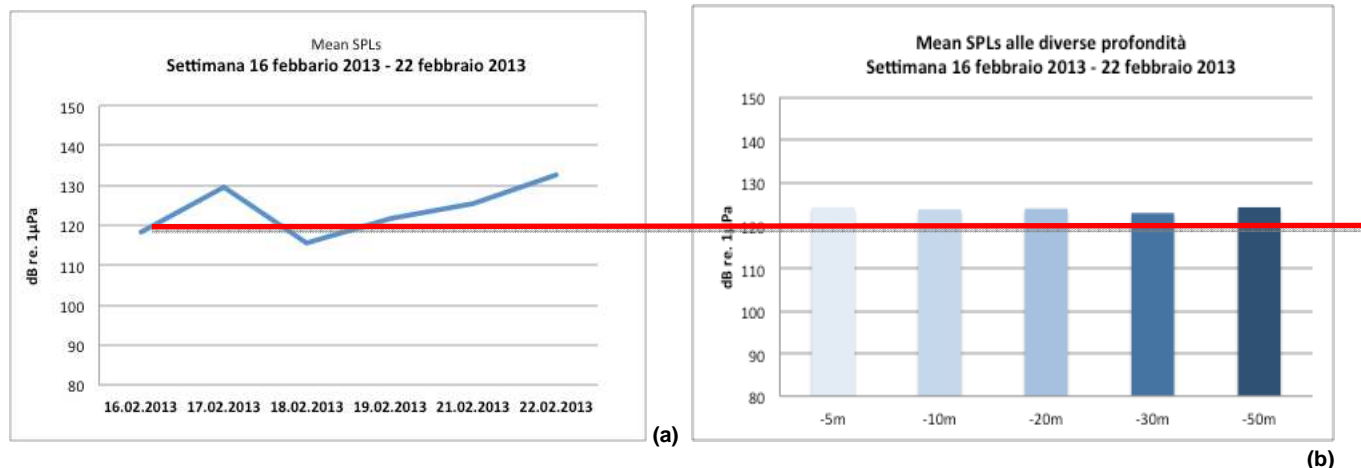 Mean SPLs
Settimana 16 febbario 2013 - 22 febbraio 2013
dB re. 1µPa
150
140
130
120
110
100
90
80
16.02.2013 17.02.2013 18.02.2013 19.02.2013 21.02.2013 22.02.2013
(a)
Mean SPLs alle diverse profondità
Settimana 16 febbraio 2013 - 22 febbraio 2013
dB re. 1µPa
150
140
130
120
110
100
90
80
-5m -10m -20m -30m -50m
(b)